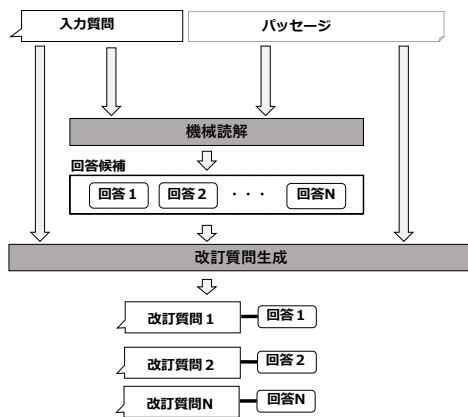 入力質問
パッセージ
機械読解
回答候補
回答1
回答2
・・・
回答N
改訂質問生成
改訂質問1
回答1
改訂質問2
回答2
改訂質問N
回答N